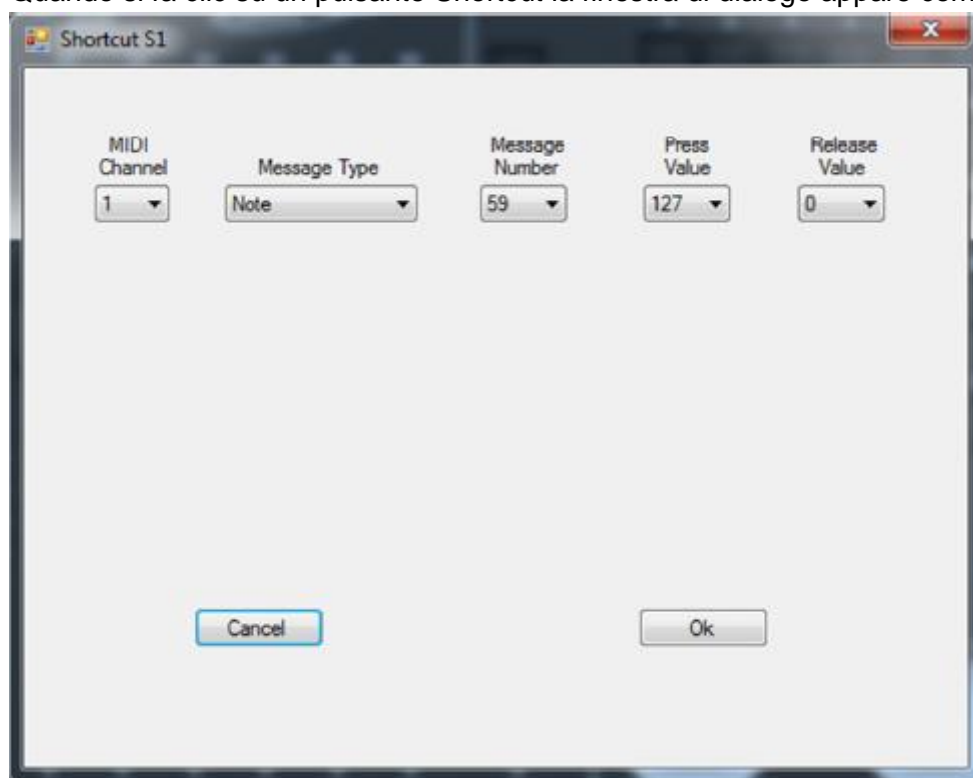 Shortcut S1
MIDI
Channel
Message Type
Message
Number
Press
Value
Release
Value
1
Note
59
127
0
Cancel
Ok